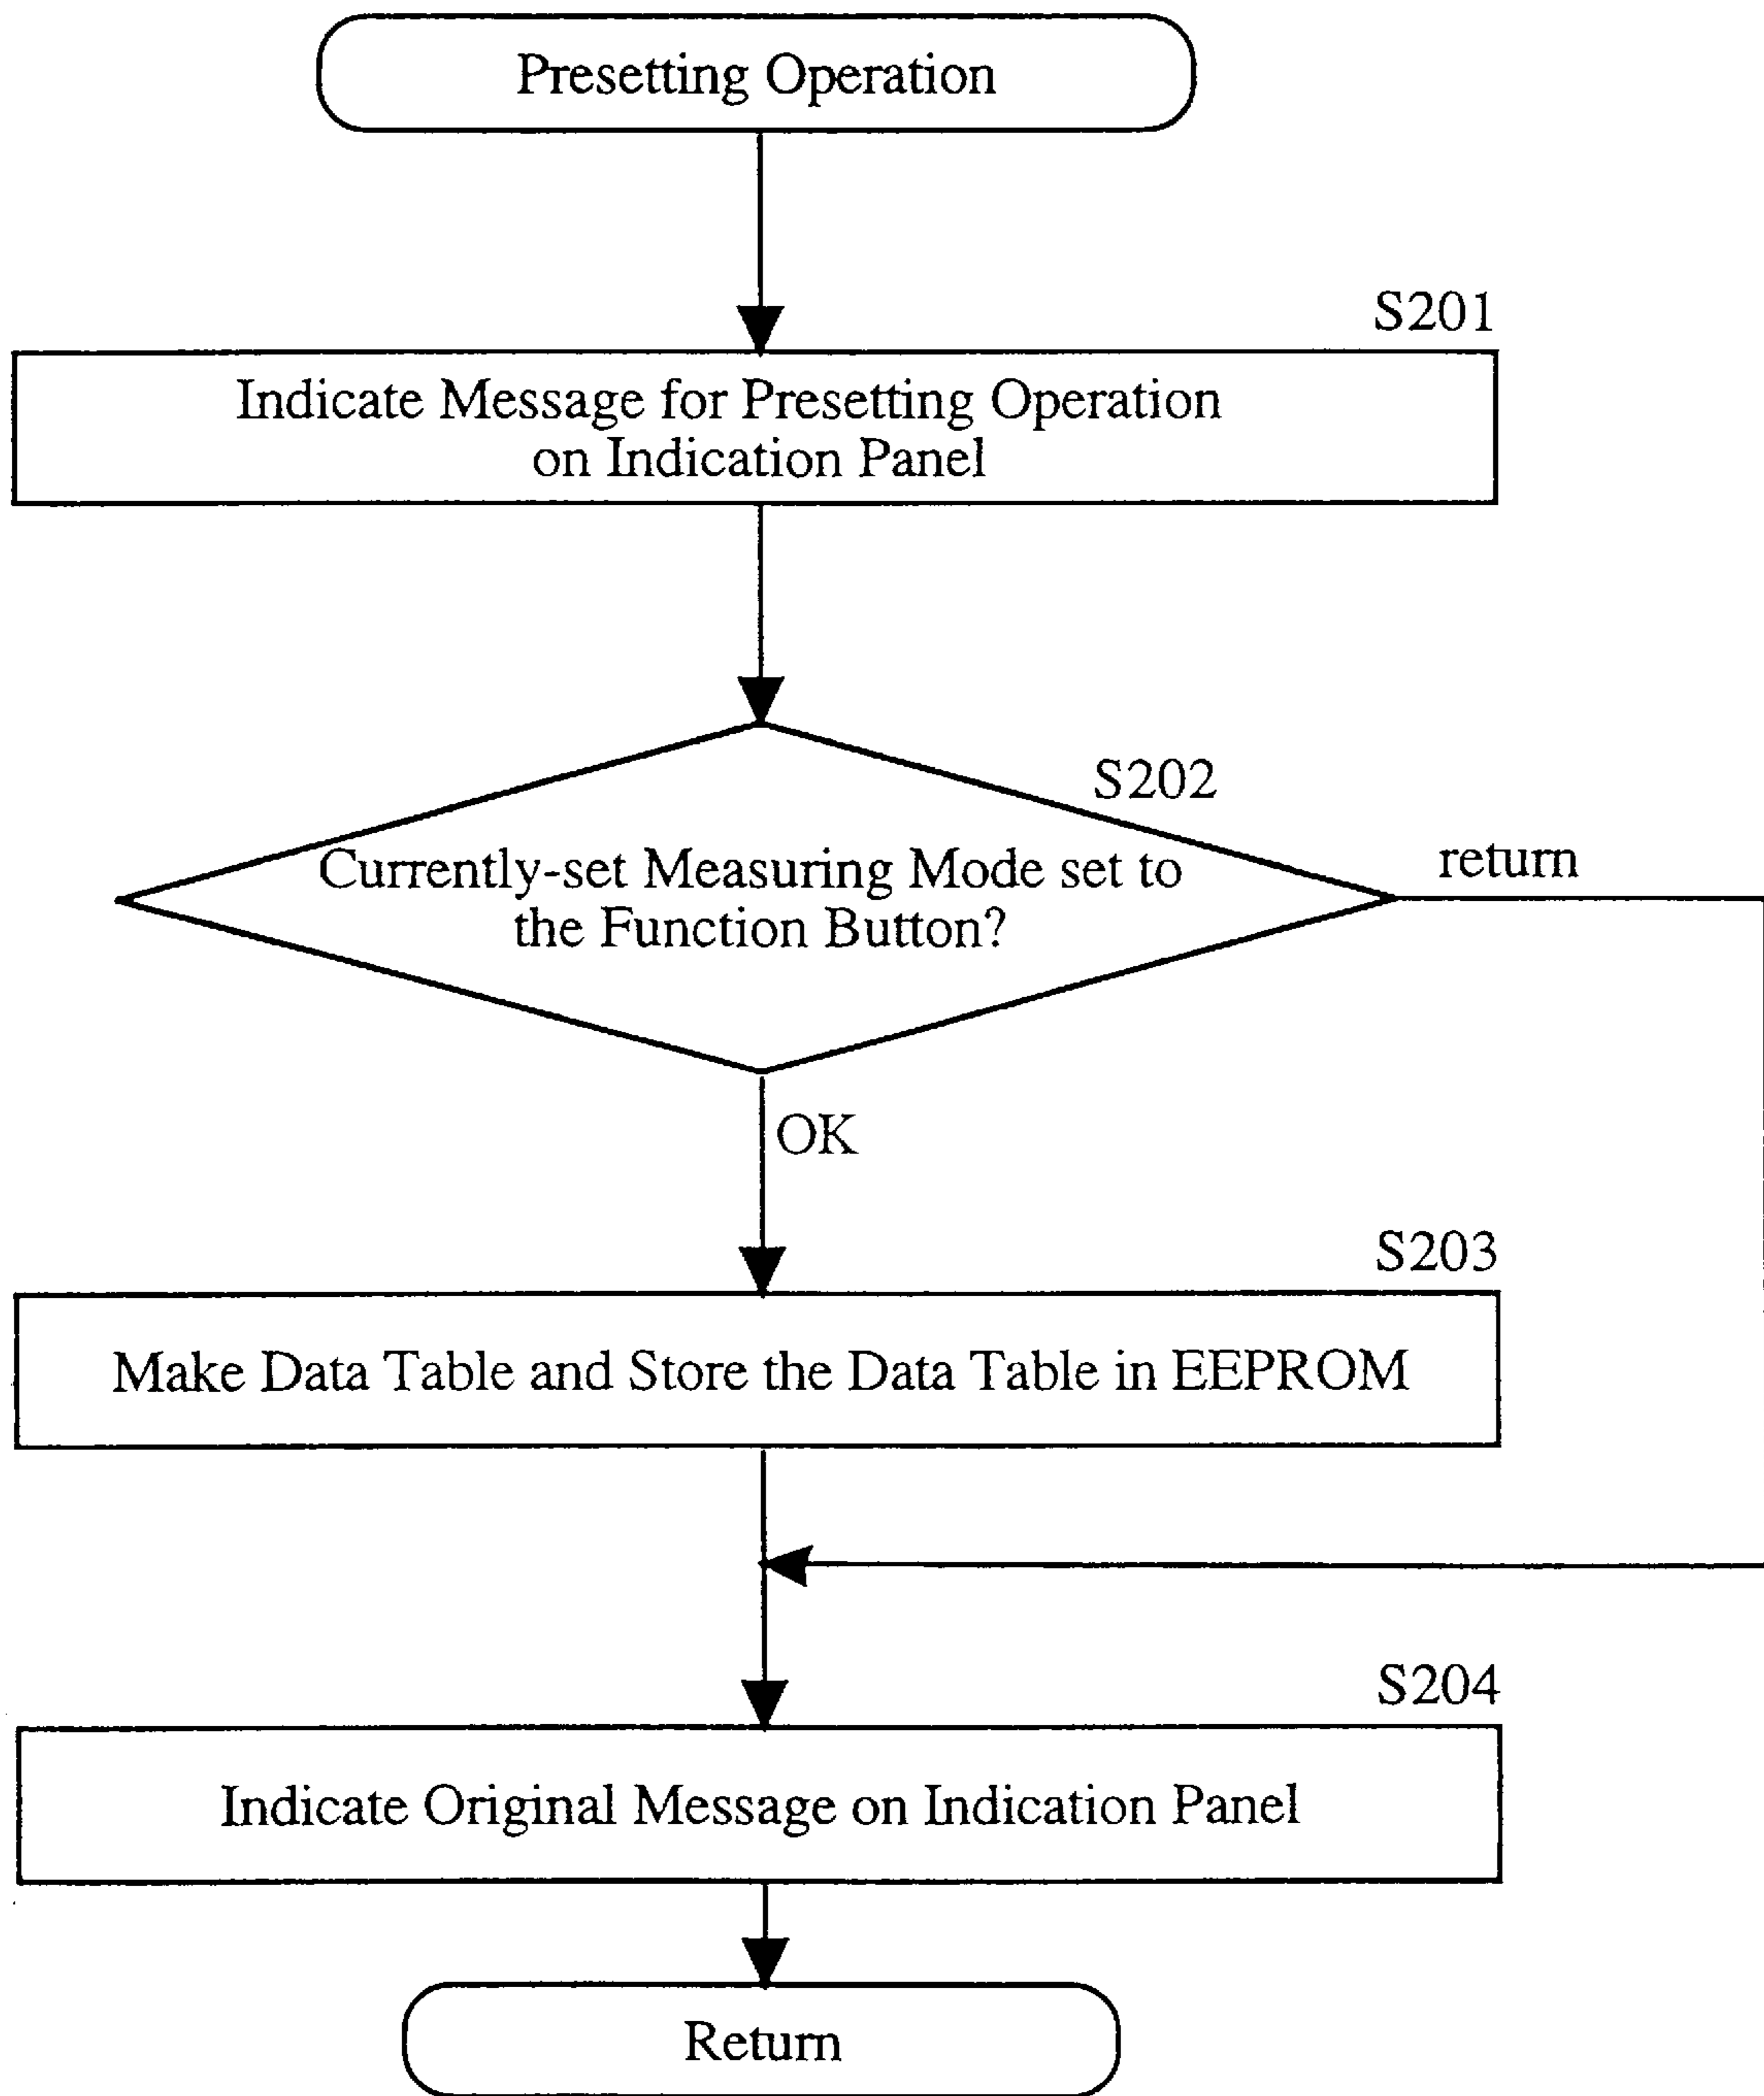 Presetting Operation
S201
Indicate Message for Presetting Operation
on Indication Panel
S202
Currently-set Measuring Mode set to
the Function Button?
return
OK
S203
Make Data Table and Store the Data Table in EEPROM
S204
Indicate Original Message on Indication Panel
Return